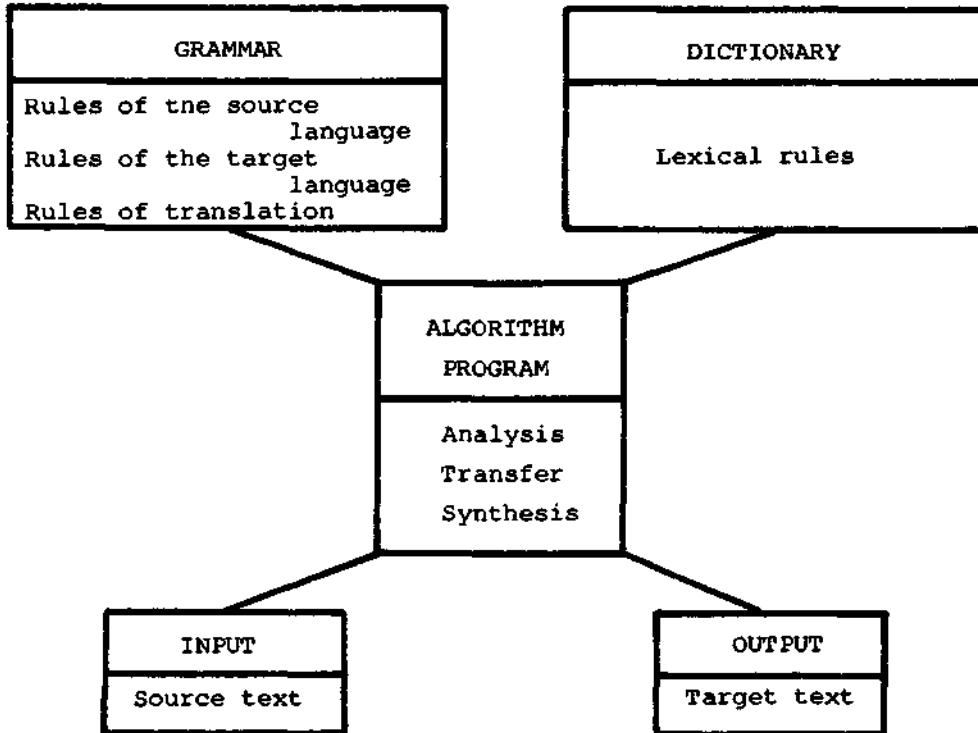 GRAMMAR
Rules of tne source
language
Rules of the target
language
Rules of translation
DICTIONARY
Lexical rules
ALGORITHM
PROGRAM
Analysis
Transfer
Synthesis
INPUT
Source text
OUTPUT
Target text